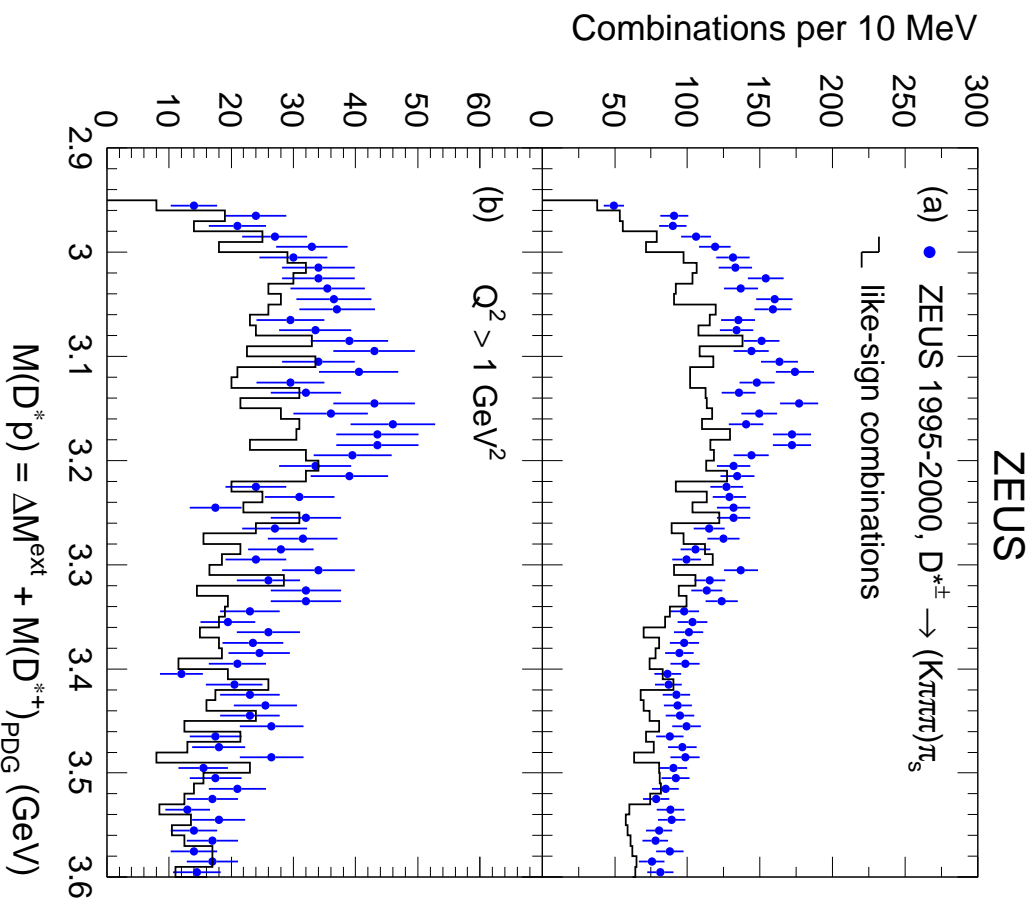 ZEUS
Combinations per 10 MeV
300
250
200
150
100
50
0
(a) ZEUS 1995-2000, D*± → (Kπππ)πs
like-sign combinations
60
50
40
30
20
10
0
(b) Q² > 1 GeV²
2.9 3 3.1 3.2 3.3 3.4 3.5 3.6
M(D*p) = ΔM^ext + M(D*+)PDG (GeV)